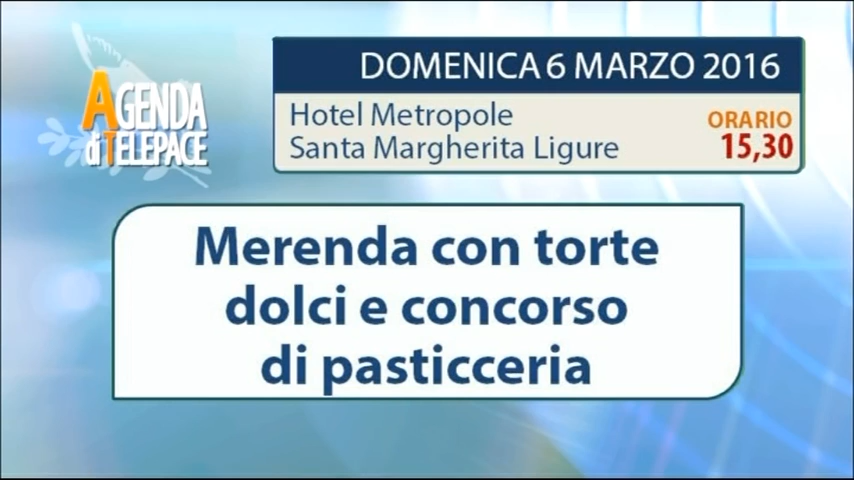 AGENDA
di TELEPACE
DOMENICA 6 MARZO 2016
Hotel Metropole
Santa Margherita Ligure
ORARIO
15,30
Merenda con torte
dolci e concorso
di pasticceria